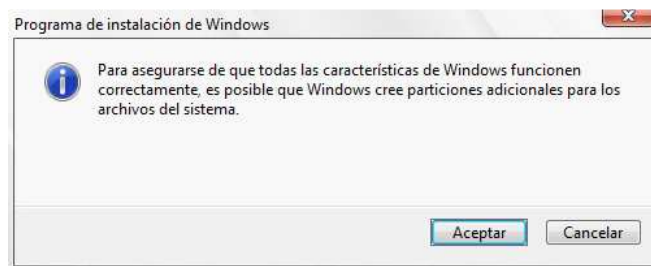 Programa de instalación de Windows
Para asegurarse de que todas las características de Windows funcionen
correctamente, es posible que Windows cree particiones adicionales para los
archivos del sistema.
Aceptar
Cancelar